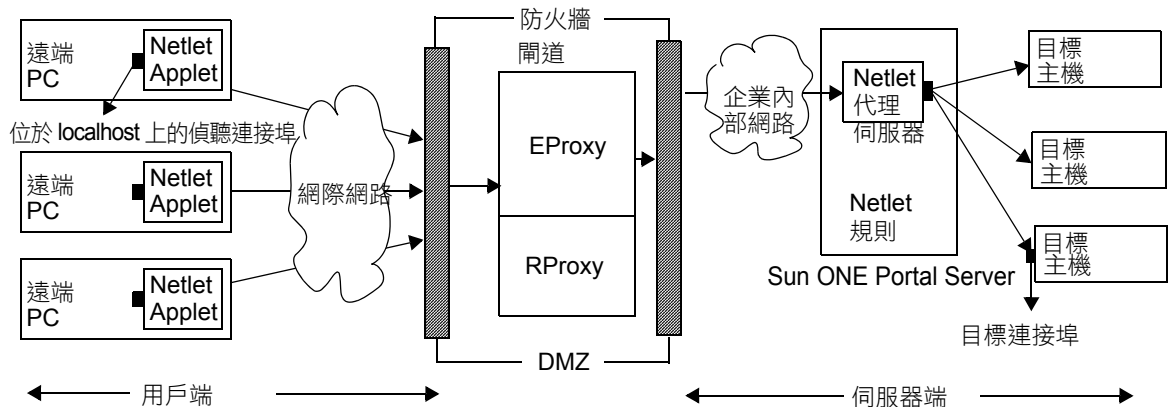 防火牆
閘道
遠端
PC
Netlet
Applet
位於 localhost 上的偵聽連接埠
遠端
PC
Netlet
Applet
遠端
PC
Netlet
Applet
網際網路
EProxy
RProxy
DMZ
企業內
部網路
Netlet
代理
伺服器
Netlet
規則
Sun ONE Portal Server
目標
主機
目標
主機
目標
主機
目標連接埠
用戶端
伺服器端